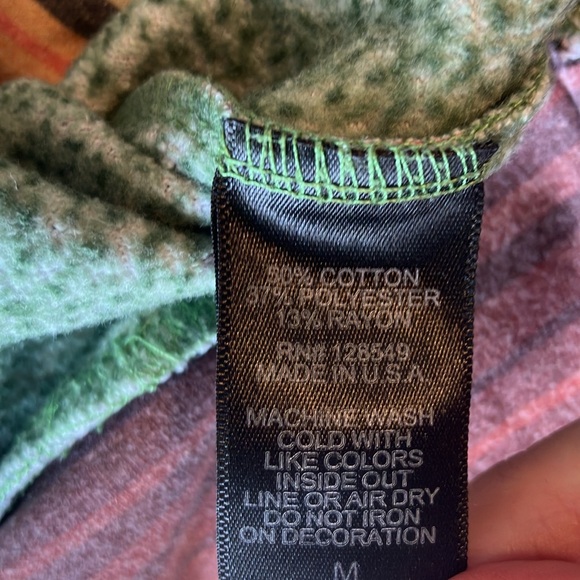 50% COTTON
37% POLYESTER
13% RAYON
RN# 128549
MADE IN U.S.A.
MACHINE WASH
COLD WITH
LIKE COLORS
INSIDE OUT
LINE OR AIR DRY
DO NOT IRON
ON DECORATION
M